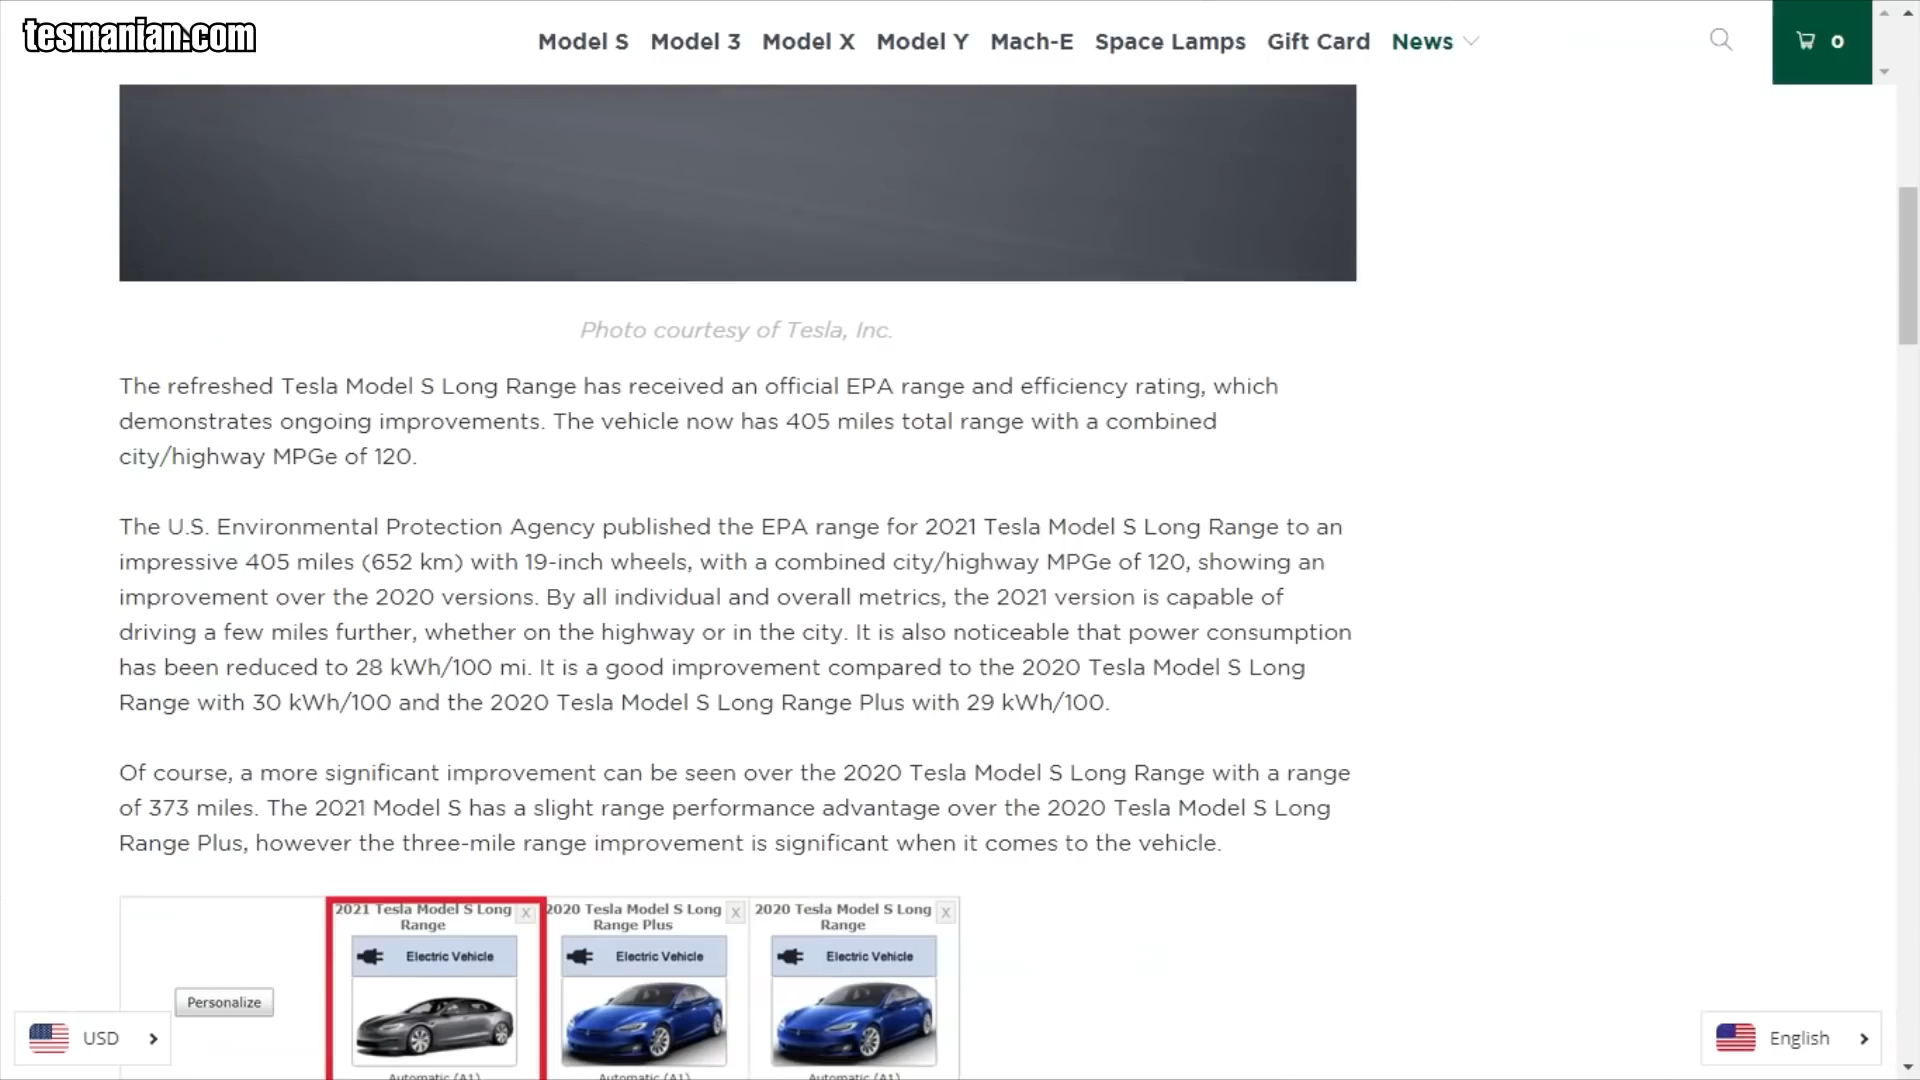 tesmanian.com
Model S Model 3 Model X Model Y Mach-E Space Lamps Gift Card News
0
Photo courtesy of Tesla, Inc.
The refreshed Tesla Model S Long Range has received an official EPA range and efficiency rating, which
demonstrates ongoing improvements. The vehicle now has 405 miles total range with a combined
city/highway MPGe of 120.
The U.S. Environmental Protection Agency published the EPA range for 2021 Tesla Model S Long Range to an
impressive 405 miles (652 km) with 19-inch wheels, with a combined city/highway MPGe of 120, showing an
improvement over the 2020 versions. By all individual and overall metrics, the 2021 version is capable of
driving a few miles further, whether on the highway or in the city. It is also noticeable that power consumption
has been reduced to 28 kWh/100 mi. It is a good improvement compared to the 2020 Tesla Model S Long
Range with 30 kWh/100 and the 2020 Tesla Model S Long Range Plus with 29 kWh/100.
Of course, a more significant improvement can be seen over the 2020 Tesla Model S Long Range with a range
of 373 miles. The 2021 Model S has a slight range performance advantage over the 2020 Tesla Model S Long
Range Plus, however the three-mile range improvement is significant when it comes to the vehicle.
2021 Tesla Model S Long Range X
Electric Vehicle
Automatic (A1)
2020 Tesla Model S Long Range Plus X
Electric Vehicle
Automatic (A1)
2020 Tesla Model S Long Range X
Electric Vehicle
Automatic (A1)
Personalize
USD
English